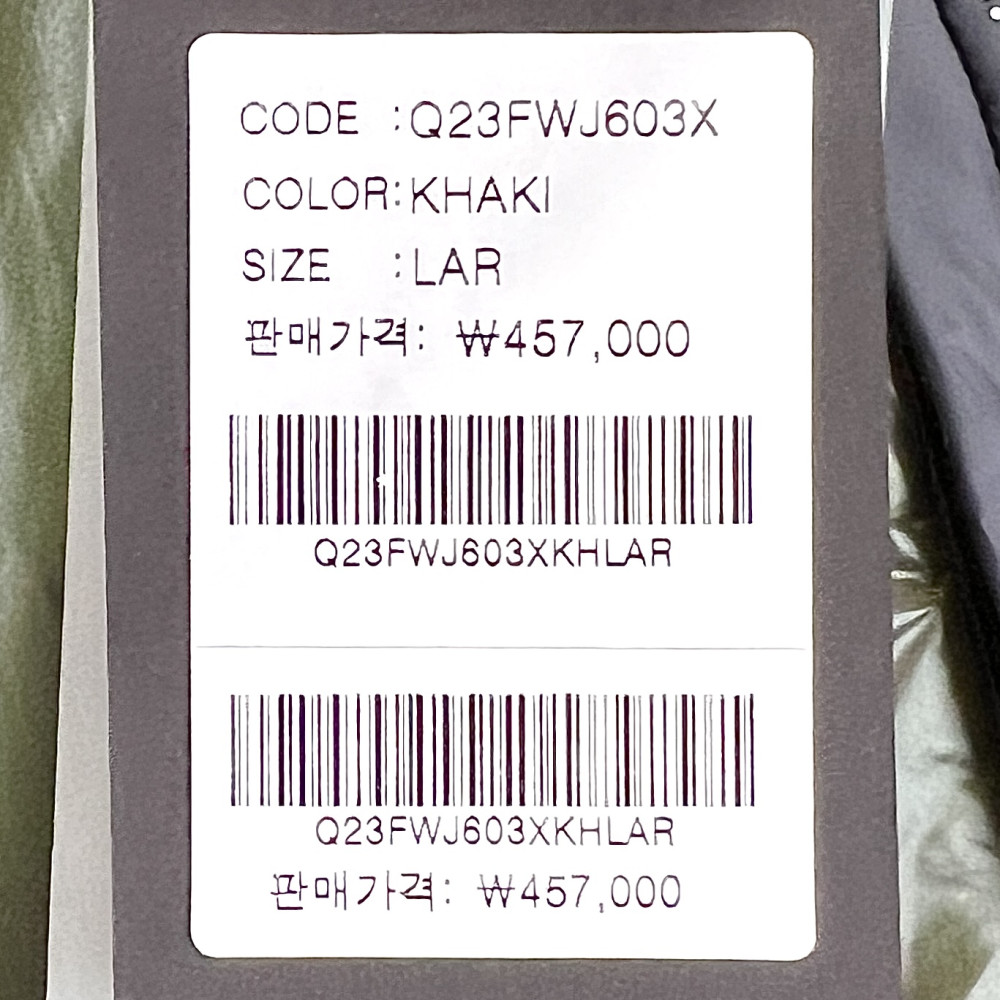 CODE :Q23FWJ603X
COLOR:KHAKI
SIZE :LAR
판매가격: ₩457,000
Q23FWJ603XKHLAR
Q23FWJ603XKHLAR
판매가격: ₩457,000